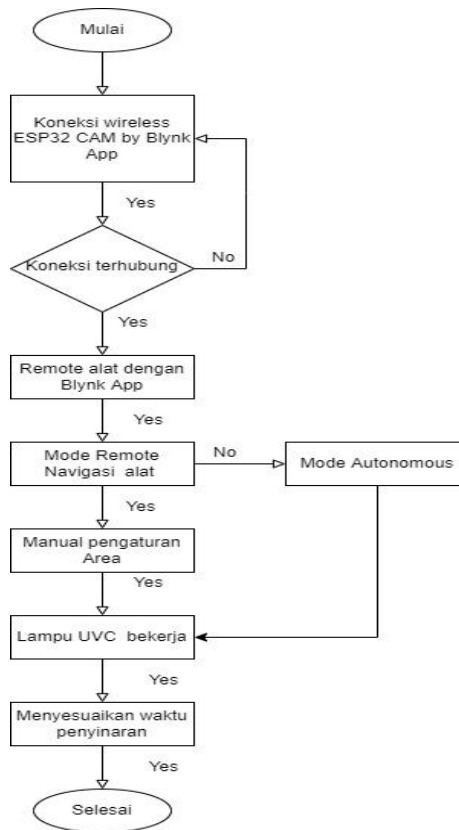 Mulai
Koneksi wireless
ESP32 CAM by Blynk
App
Yes
Koneksi terhubung
No
Yes
Remote alat dengan
Blynk App
Yes
Mode Remote
Navigasi alat
No
Mode Autonomous
Yes
Manual pengaturan
Area
Yes
Lampu UVC bekerja
Yes
Menyesuaikan waktu
penyinaran
Yes
Selesai